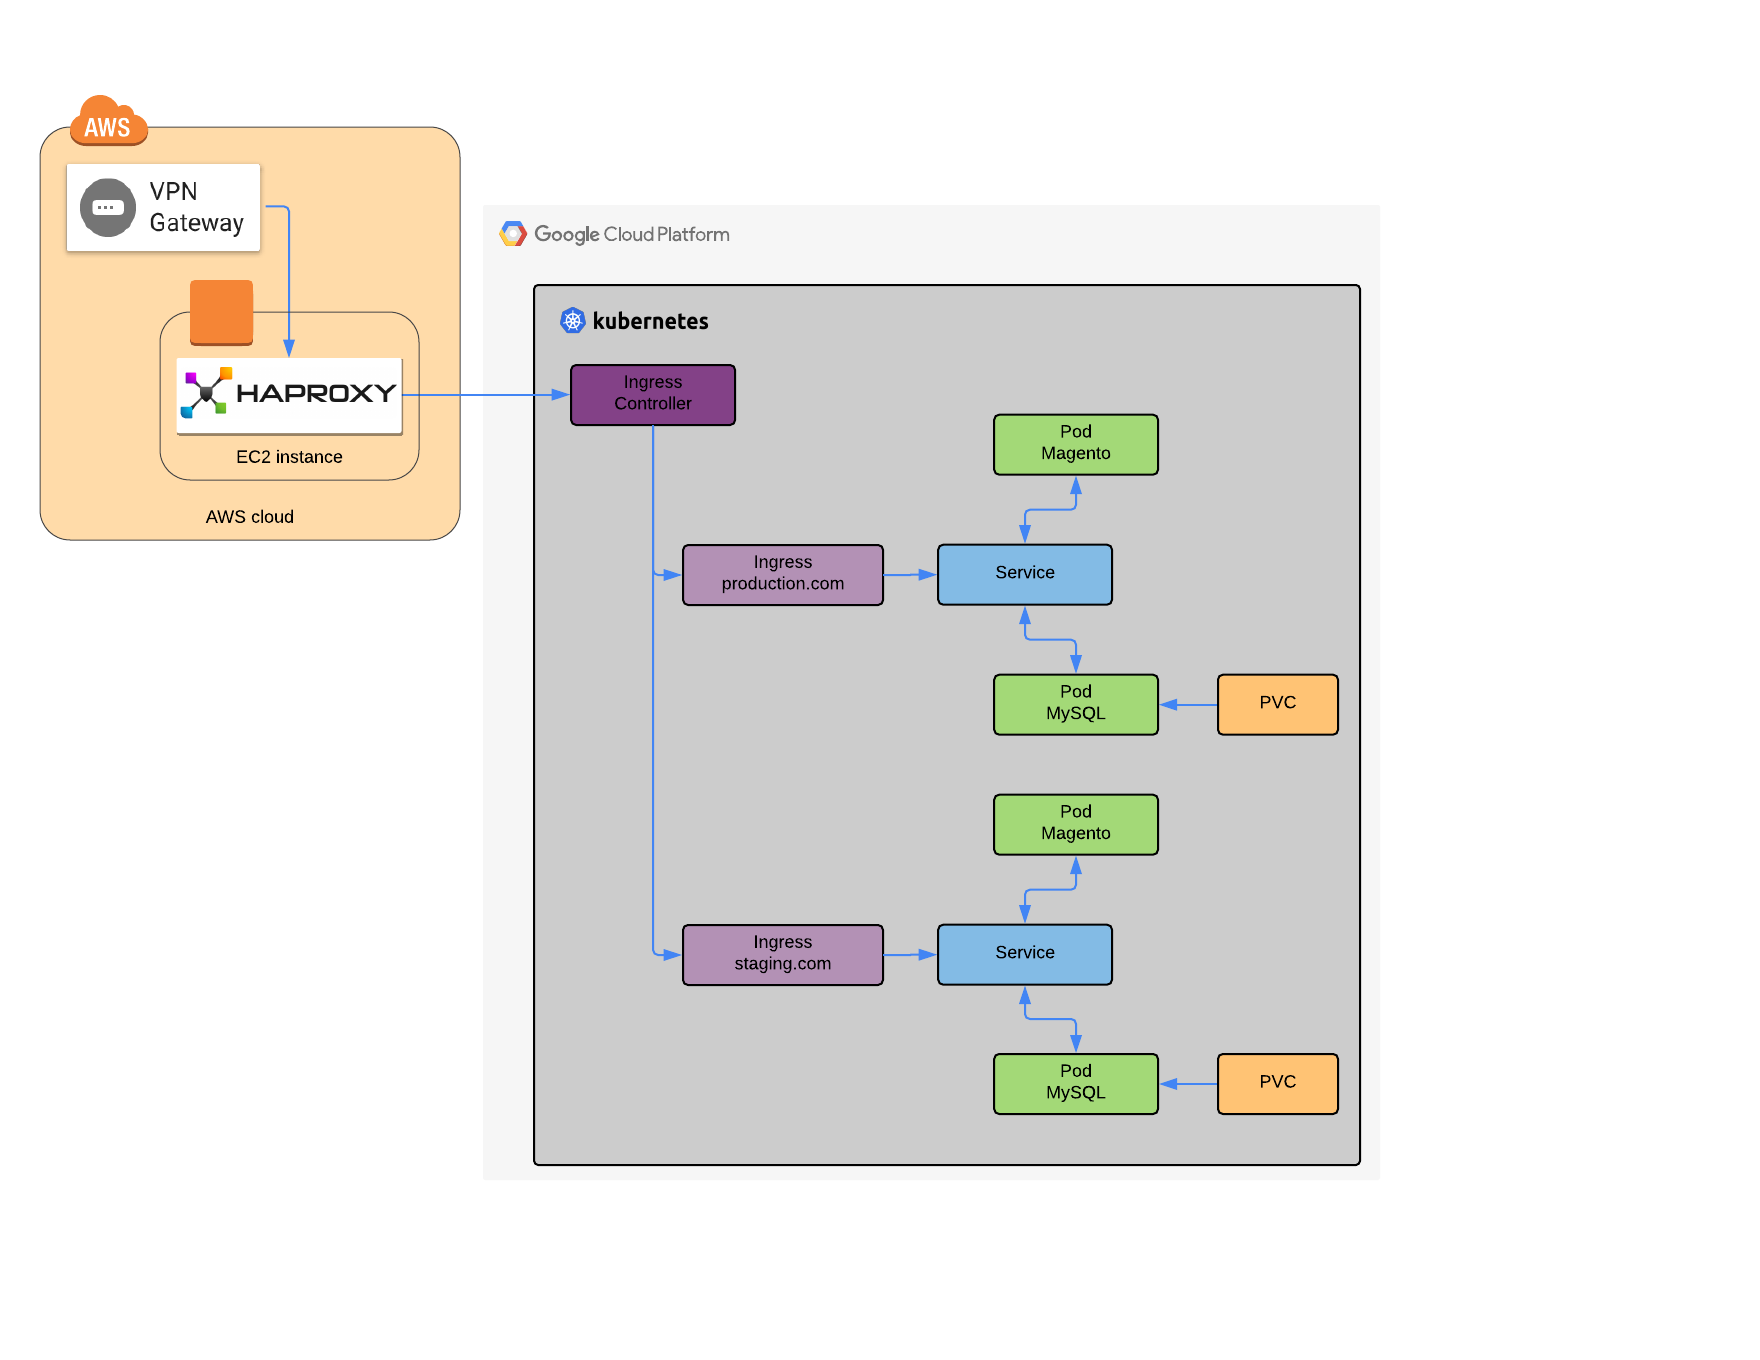 AWS
VPN
Gateway
HAPROXY
EC2 instance
AWS cloud
Google Cloud Platform
kubernetes
Ingress
Controller
Pod
Magento
Ingress
production.com
Service
Pod
MySQL
PVC
Pod
Magento
Ingress
staging.com
Service
Pod
MySQL
PVC